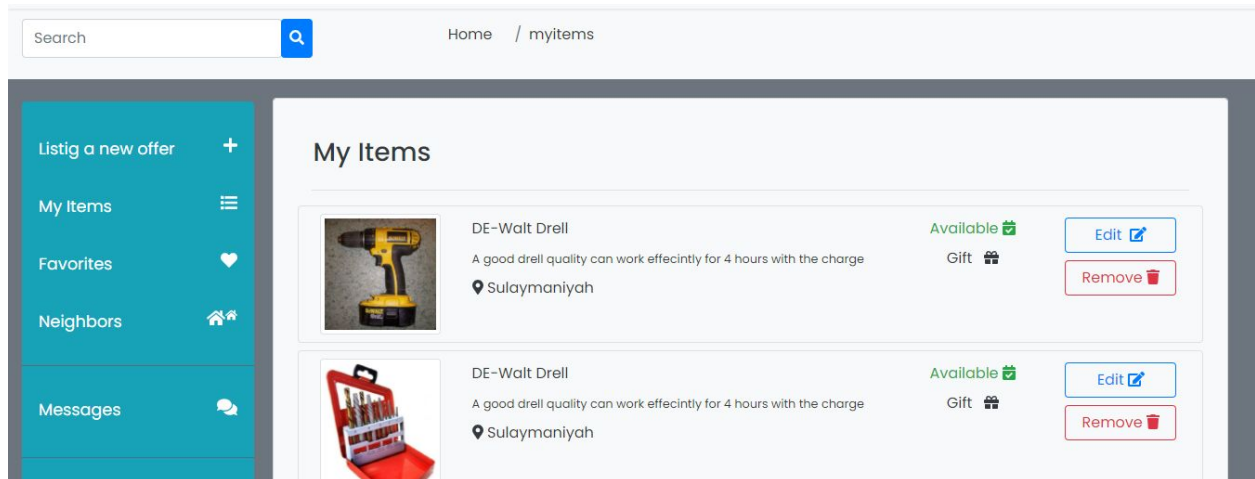 Search
Home / myitems
Listig a new offer
My Items
Favorites
Neighbors
Messages
My Items
DE-Walt Drell
A good drell quality can work effecintly for 4 hours with the charge
Sulaymaniyah
Available
Gift
Edit
Remove
DE-Walt Drell
A good drell quality can work effecintly for 4 hours with the charge
Sulaymaniyah
Available
Gift
Edit
Remove